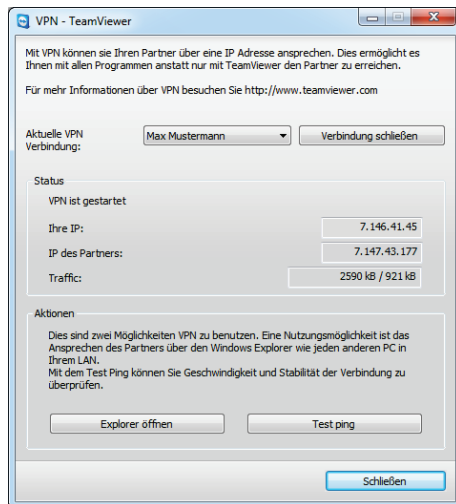 VPN - TeamViewer
Mit VPN können sie Ihren Partner über eine IP Adresse ansprechen. Dies ermöglicht es
Ihnen mit allen Programmen anstatt nur mit TeamViewer den Partner zu erreichen.
Für mehr Informationen über VPN besuchen Sie http://www.teamviewer.com
Aktuelle VPN
Verbindung:
Max Mustermann
Verbindung schließen
Status
VPN ist gestartet
Ihre IP:
7.146.41.45
IP des Partners:
7.147.43.177
Traffic:
2590 kB / 921 kB
Aktionen
Dies sind zwei Möglichkeiten VPN zu benutzen. Eine Nutzungsmöglichkeit ist das
Ansprechen des Partners über den Windows Explorer wie jeden anderen PC in
Ihrem LAN.
Mit dem Test Ping können Sie Geschwindigkeit und Stabilität der Verbindung zu
überprüfen.
Explorer öffnen
Test ping
Schließen